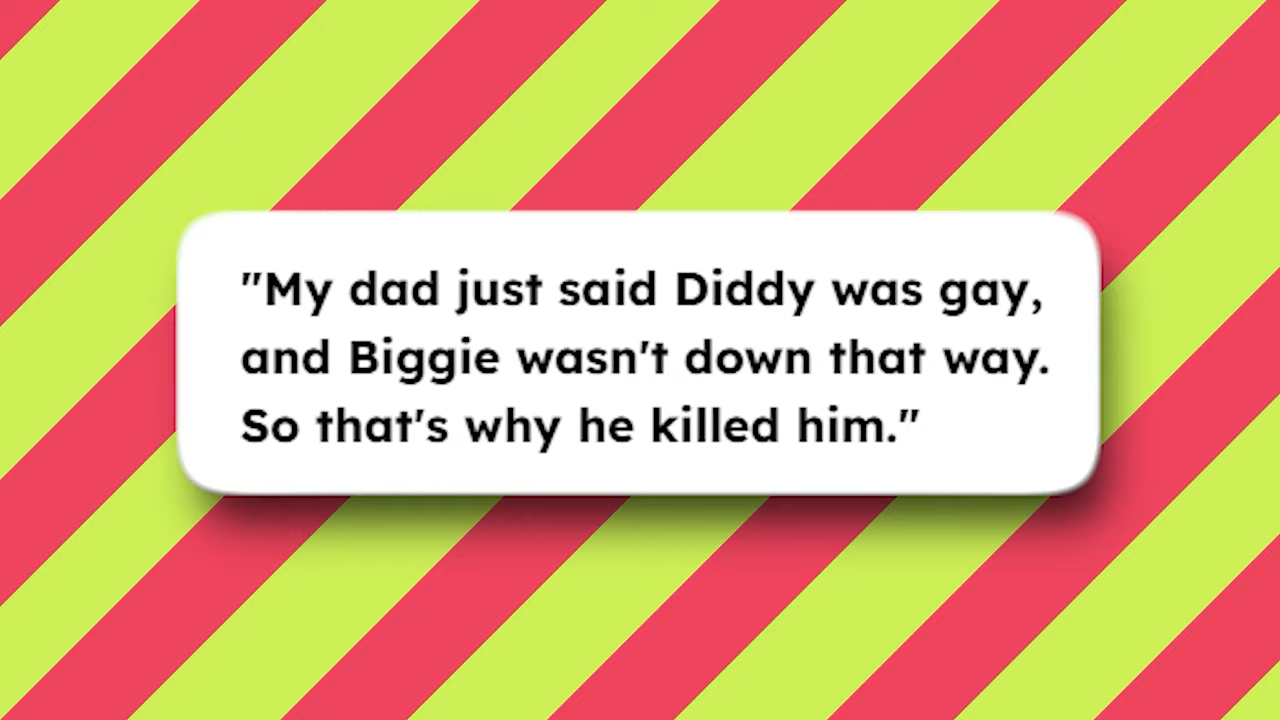 "My dad just said Diddy was gay,
and Biggie wasn't down that way.
So that's why he killed him."